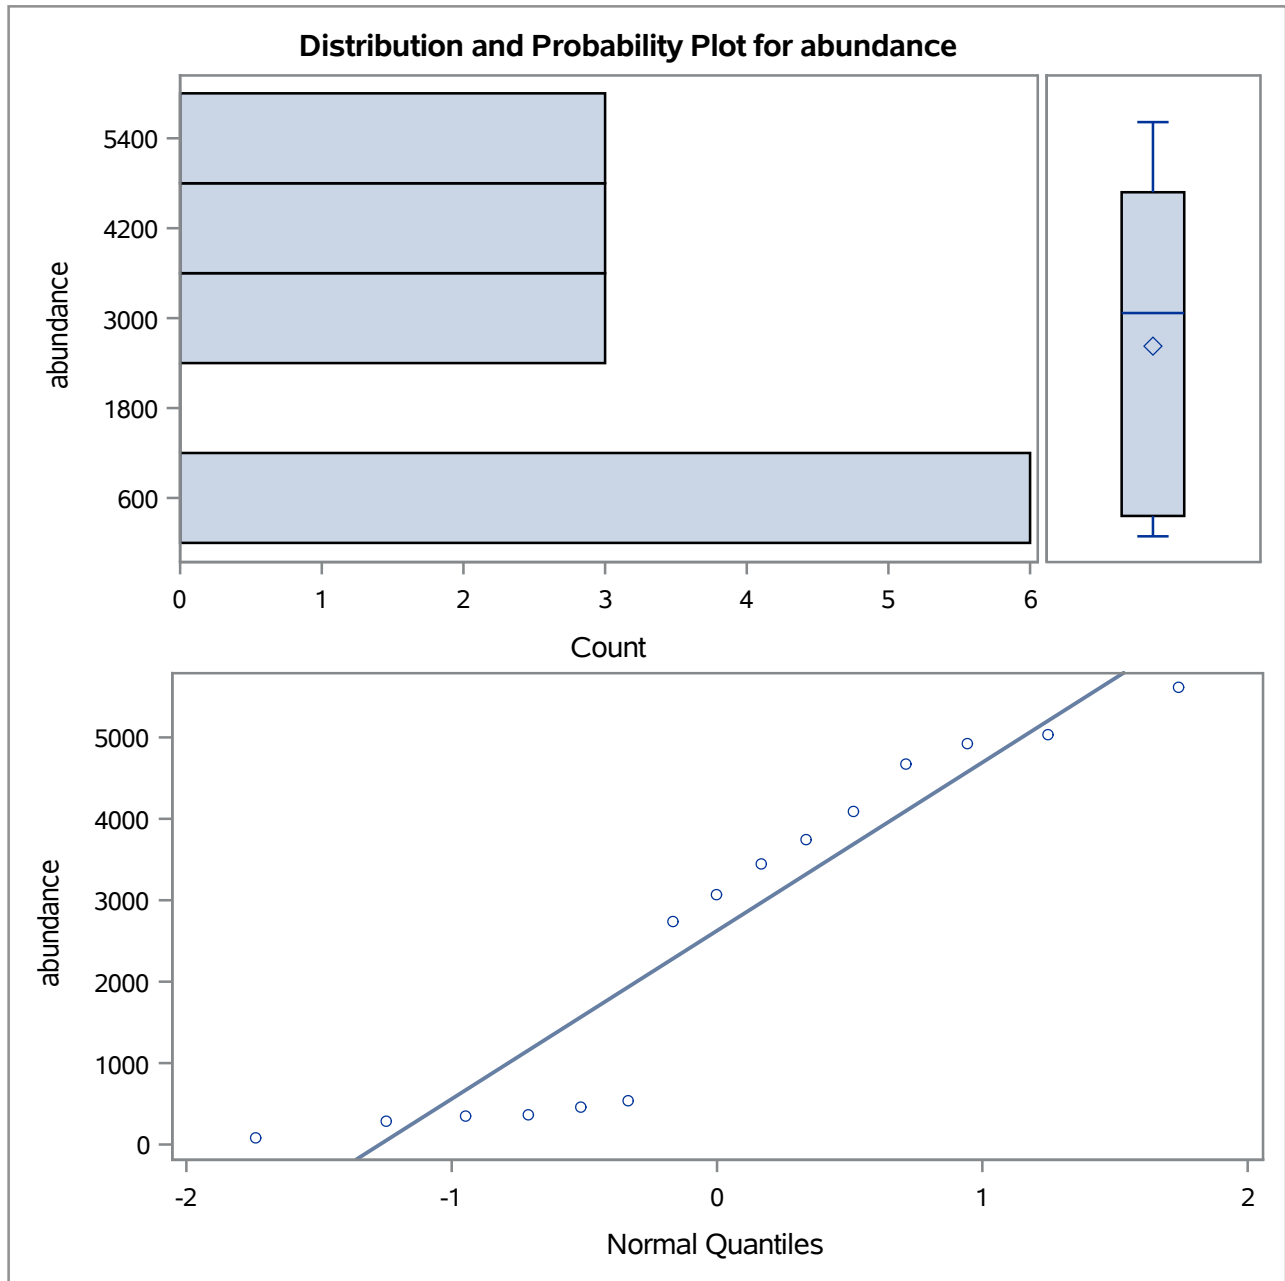 Distribution and Probability Plot for abundance
abundance
5400
4200
3000
1800
600
0 1 2 3 4 5 6
Count
abundance
5000
4000
3000
2000
1000
0
-2 -1 0 1 2
Normal Quantiles